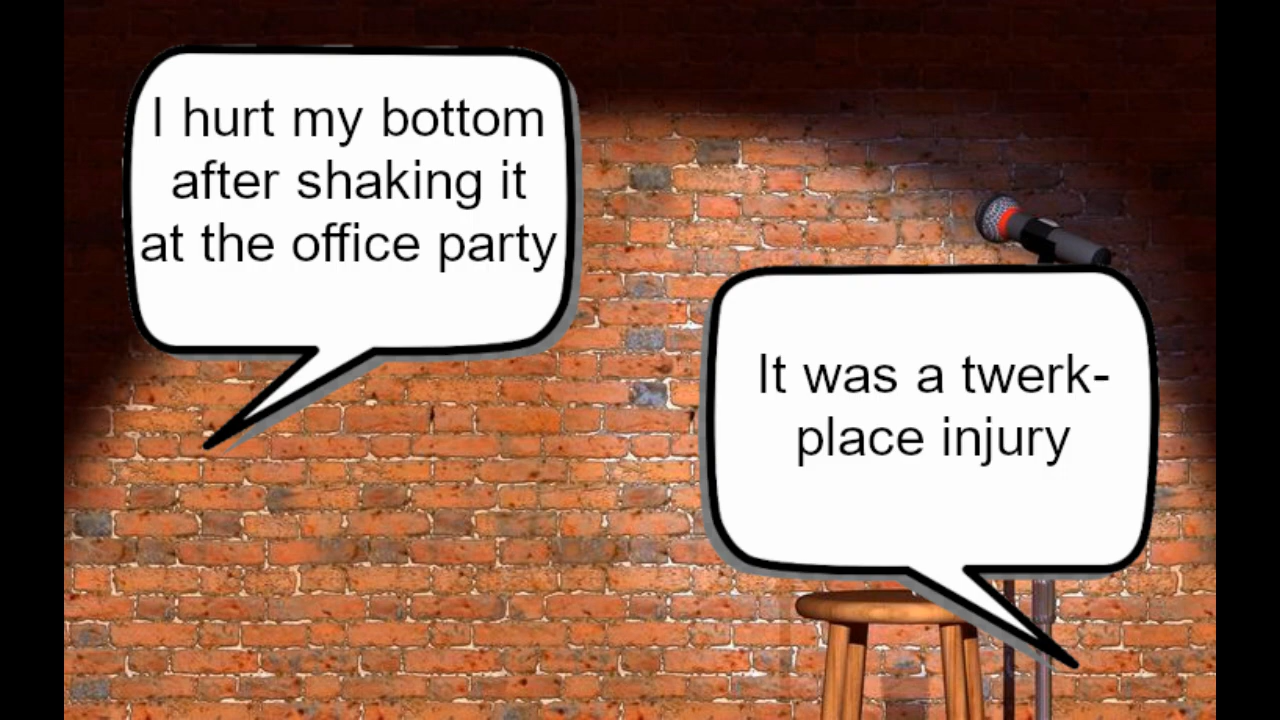 I hurt my bottom
after shaking it
at the office party
It was a twerk-
place injury